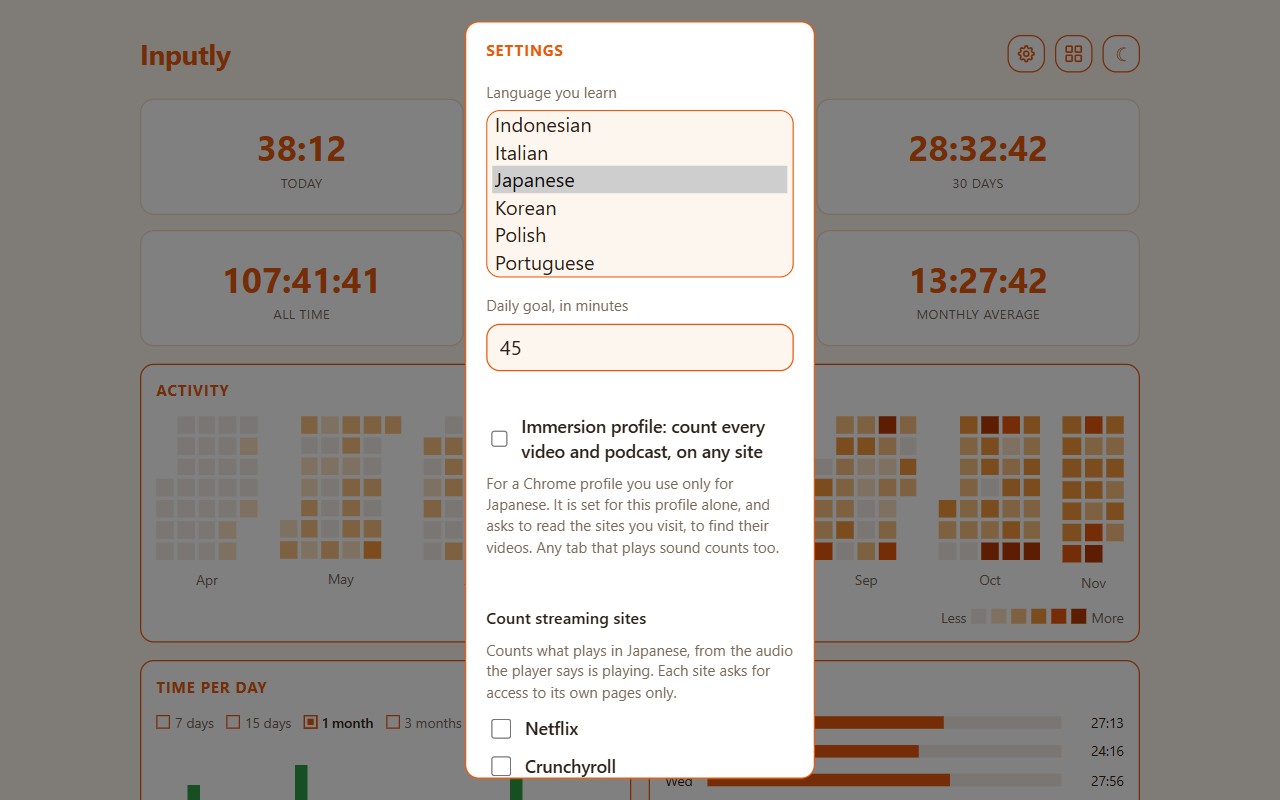 Inputly
SETTINGS
Language you learn
Indonesian
Italian
Japanese
Korean
Polish
Portuguese
Daily goal, in minutes
45
Immersion profile: count every
video and podcast, on any site
For a Chrome profile you use only for
Japanese. It is set for this profile alone, and
asks to read the sites you visit, to find their
videos. Any tab that plays sound counts too.
Count streaming sites
Counts what plays in Japanese, from the audio
the player says is playing. Each site asks for
access to its own pages only.
Netflix
Crunchyroll
38:12
TODAY
28:32:42
30 DAYS
107:41:41
ALL TIME
13:27:42
MONTHLY AVERAGE
ACTIVITY
Apr
May
Sep
Oct
Nov
Less
More
TIME PER DAY
7 days
15 days
1 month
3 months
27:13
24:16
Wed
27:56